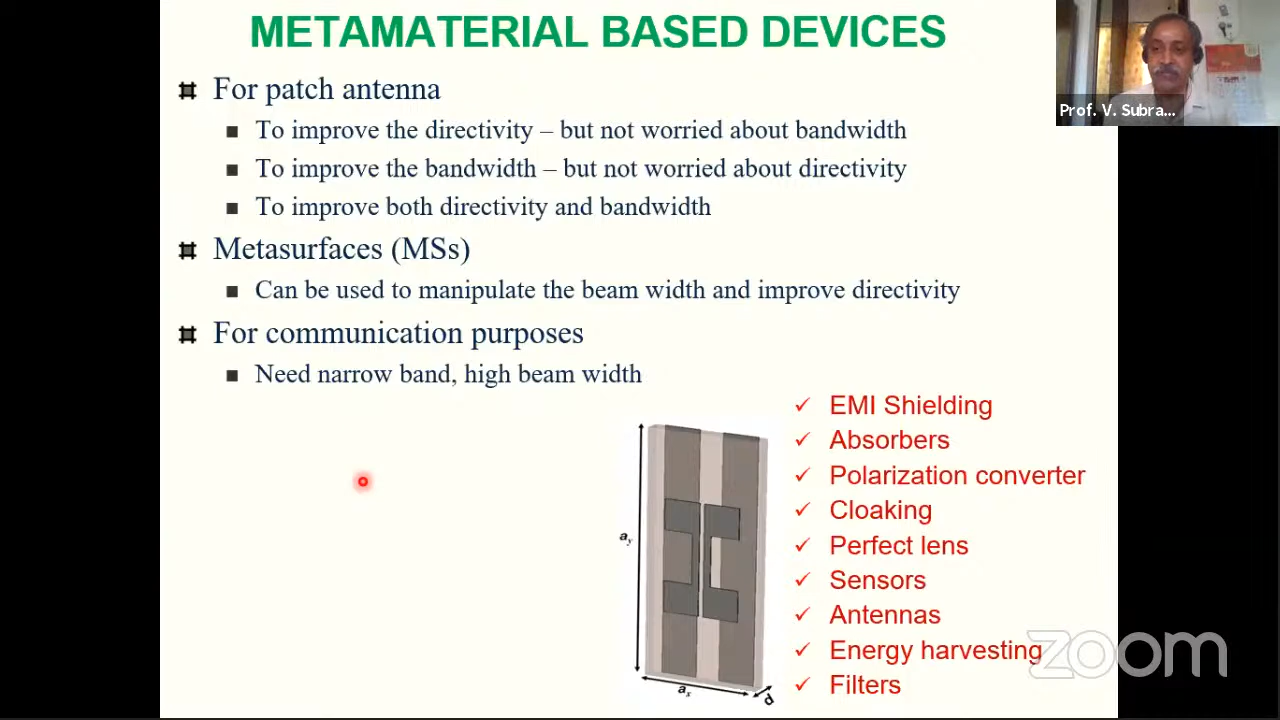 METAMATERIAL BASED DEVICES
For patch antenna
To improve the directivity – but not worried about bandwidth
To improve the bandwidth – but not worried about directivity
To improve both directivity and bandwidth
Metasurfaces (MSs)
Can be used to manipulate the beam width and improve directivity
For communication purposes
Need narrow band, high beam width
EMI Shielding
Absorbers
Polarization converter
Cloaking
Perfect lens
Sensors
Antennas
Energy harvesting
Filters
ay
ax
d
Prof. V. Subra...
zoom